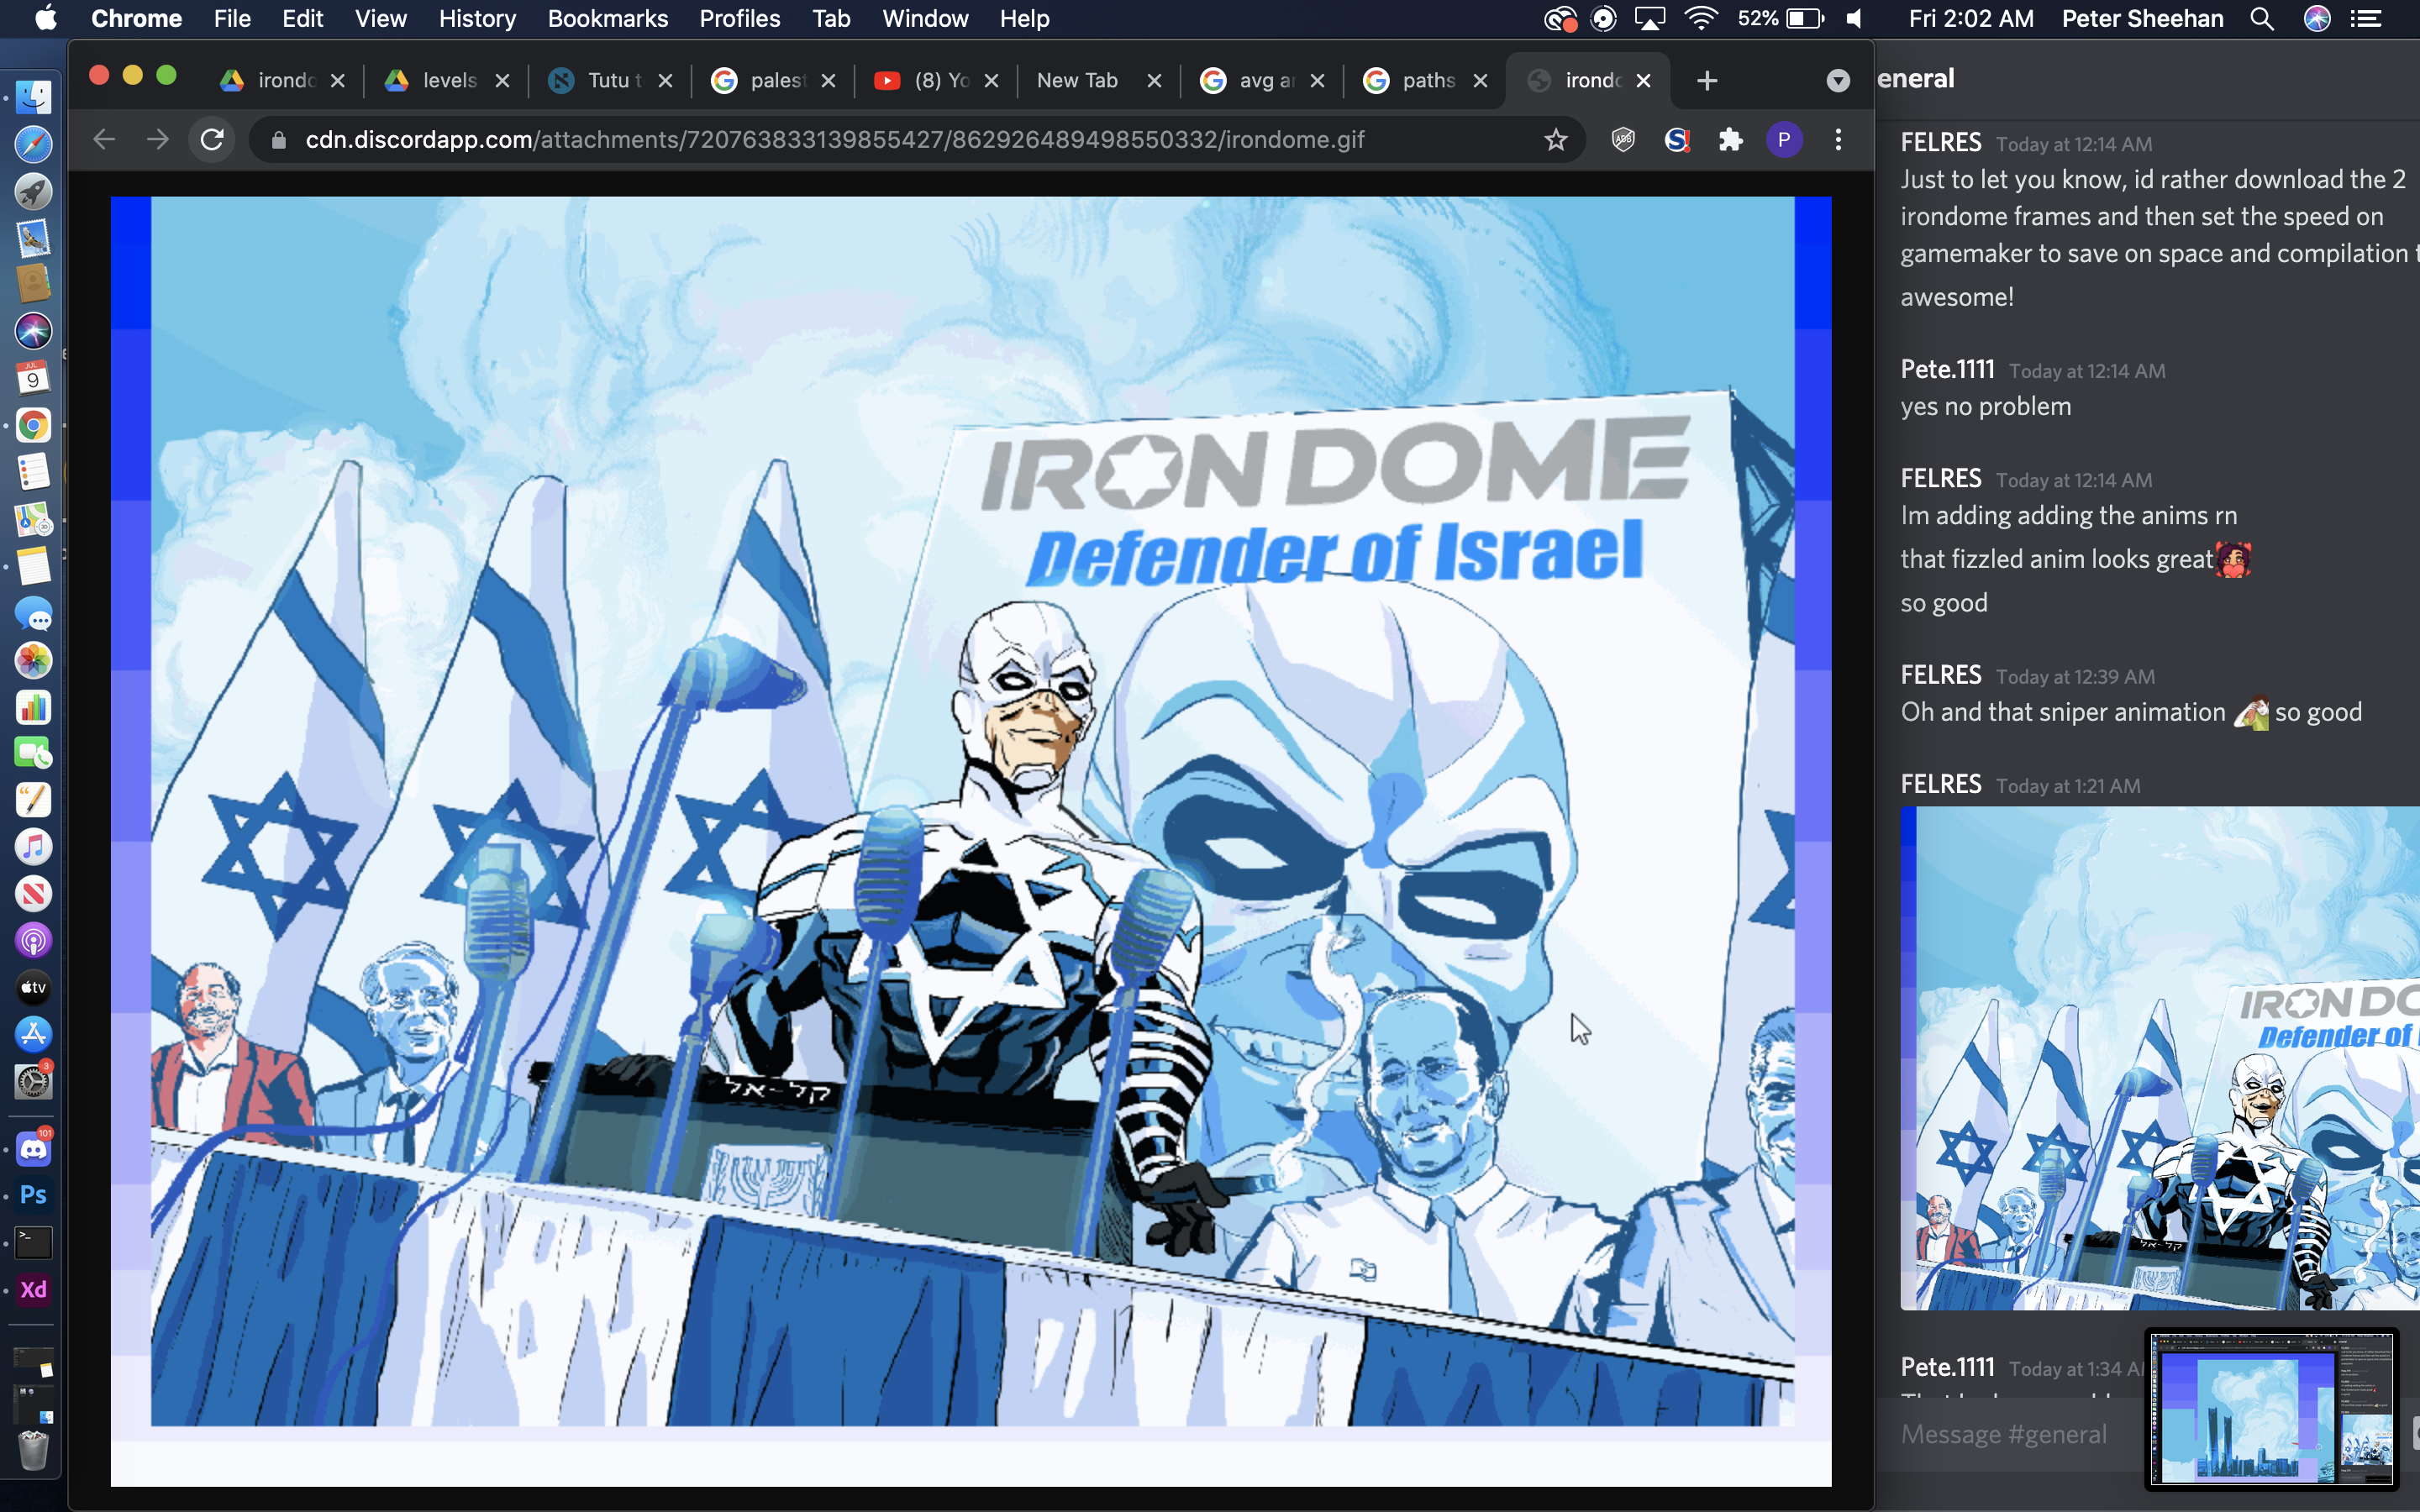 Chrome File Edit View History Bookmarks Profiles Tab Window Help 52% Fri 2:02 AM Peter Sheehan
irondo levels Tutu t palest (8) Yo New Tab avg ar paths irondo
cdn.discordapp.com/attachments/720763833139855427/862926489498550332/irondome.gif P
IRON DOME
Defender of Israel
קל-אל
JUL
9
tv
3
101
Ps
Xd
eneral
FELRES Today at 12:14 AM
Just to let you know, id rather download the 2
irondome frames and then set the speed on
gamemaker to save on space and compilation t
awesome!
Pete.1111 Today at 12:14 AM
yes no problem
FELRES Today at 12:14 AM
Im adding adding the anims rn
that fizzled anim looks great
so good
FELRES Today at 12:39 AM
Oh and that sniper animation so good
FELRES Today at 1:21 AM
IRON DO
Defender of
קל-אל
Pete.1111 Today at 1:34 A
Message #general